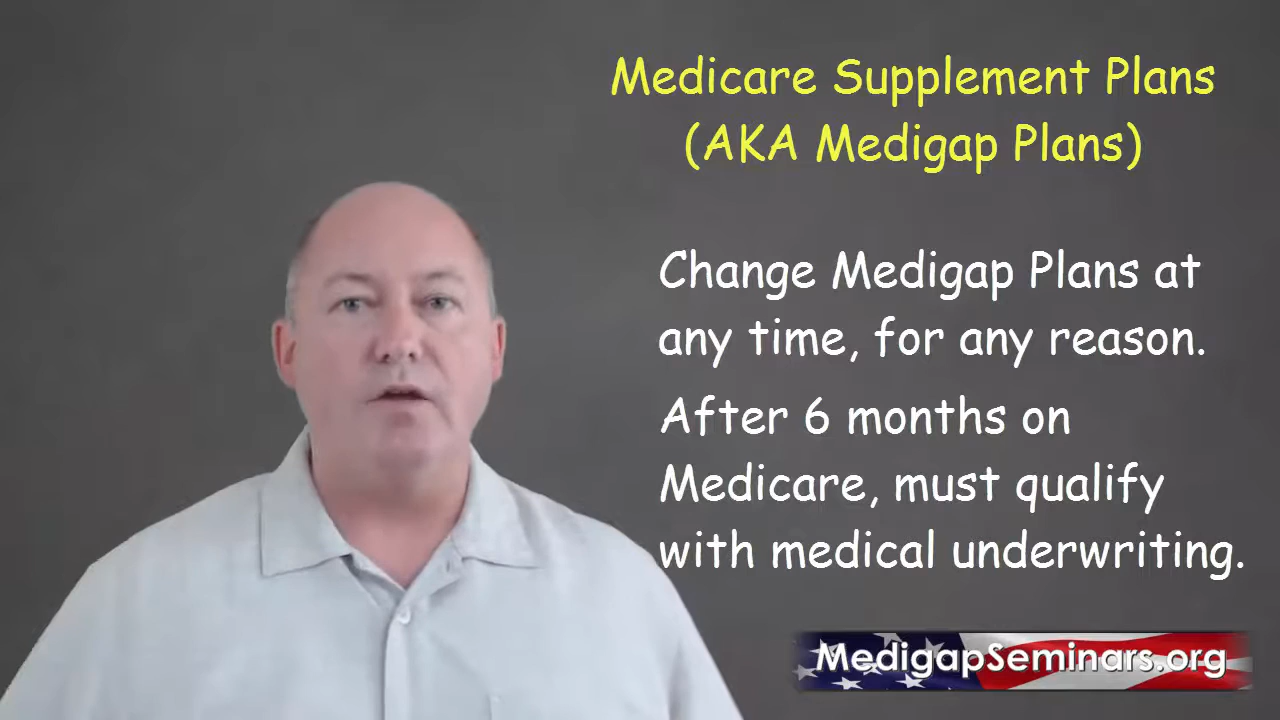 Medicare Supplement Plans
(AKA Medigap Plans)
Change Medigap Plans at
any time, for any reason.
After 6 months on
Medicare, must qualify
with medical underwriting.
MedigapSeminars.org